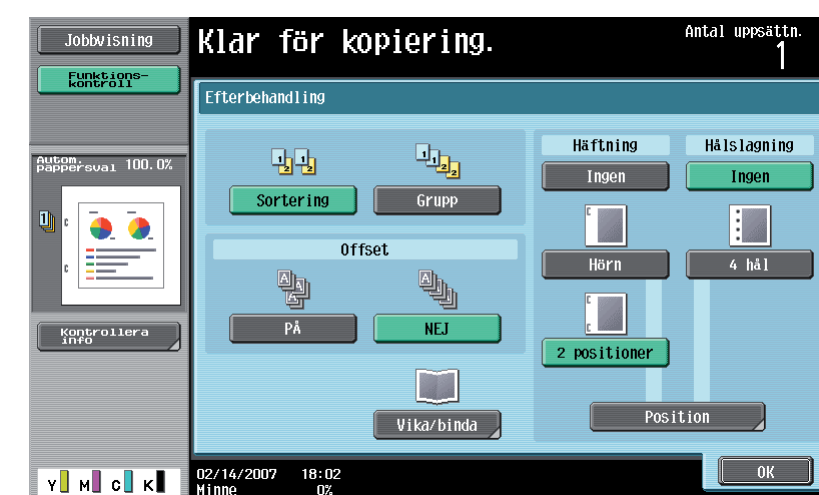 Jobbvisning
Funktions-
kontroll
Autom.
pappersval 100.0%
Kontrollera
info
Y M C K
Klar för kopiering.
Antal uppsättn.
1
Efterbehandling
Sortering
Grupp
Offset
PÅ
NEJ
Vika/binda
Häftning
Ingen
Hörn
2 positioner
Hålslagning
Ingen
4 hål
Position
02/14/2007 18:02
Minne 0%
OK